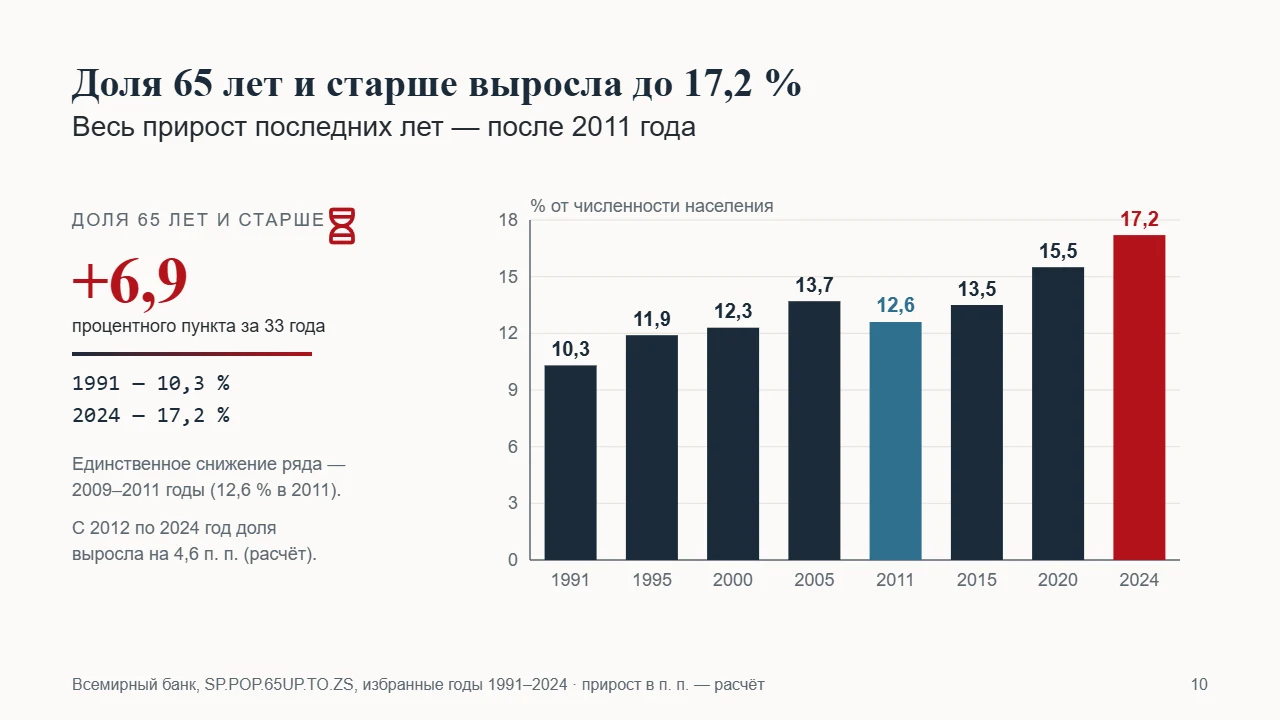 Доля 65 лет и старше выросла до 17,2 %
Весь прирост последних лет — после 2011 года
ДОЛЯ 65 ЛЕТ И СТАРШЕ
+6,9
процентного пункта за 33 года
1991 — 10,3 %
2024 — 17,2 %
Единственное снижение ряда —
2009–2011 годы (12,6 % в 2011).
С 2012 по 2024 год доля
выросла на 4,6 п. п. (расчёт).
% от численности населения
18
15
12
9
6
3
0
10,3
11,9
12,3
13,7
12,6
13,5
15,5
17,2
1991
1995
2000
2005
2011
2015
2020
2024
Всемирный банк, SP.POP.65UP.TO.ZS, избранные годы 1991–2024 · прирост в п. п. — расчёт
10